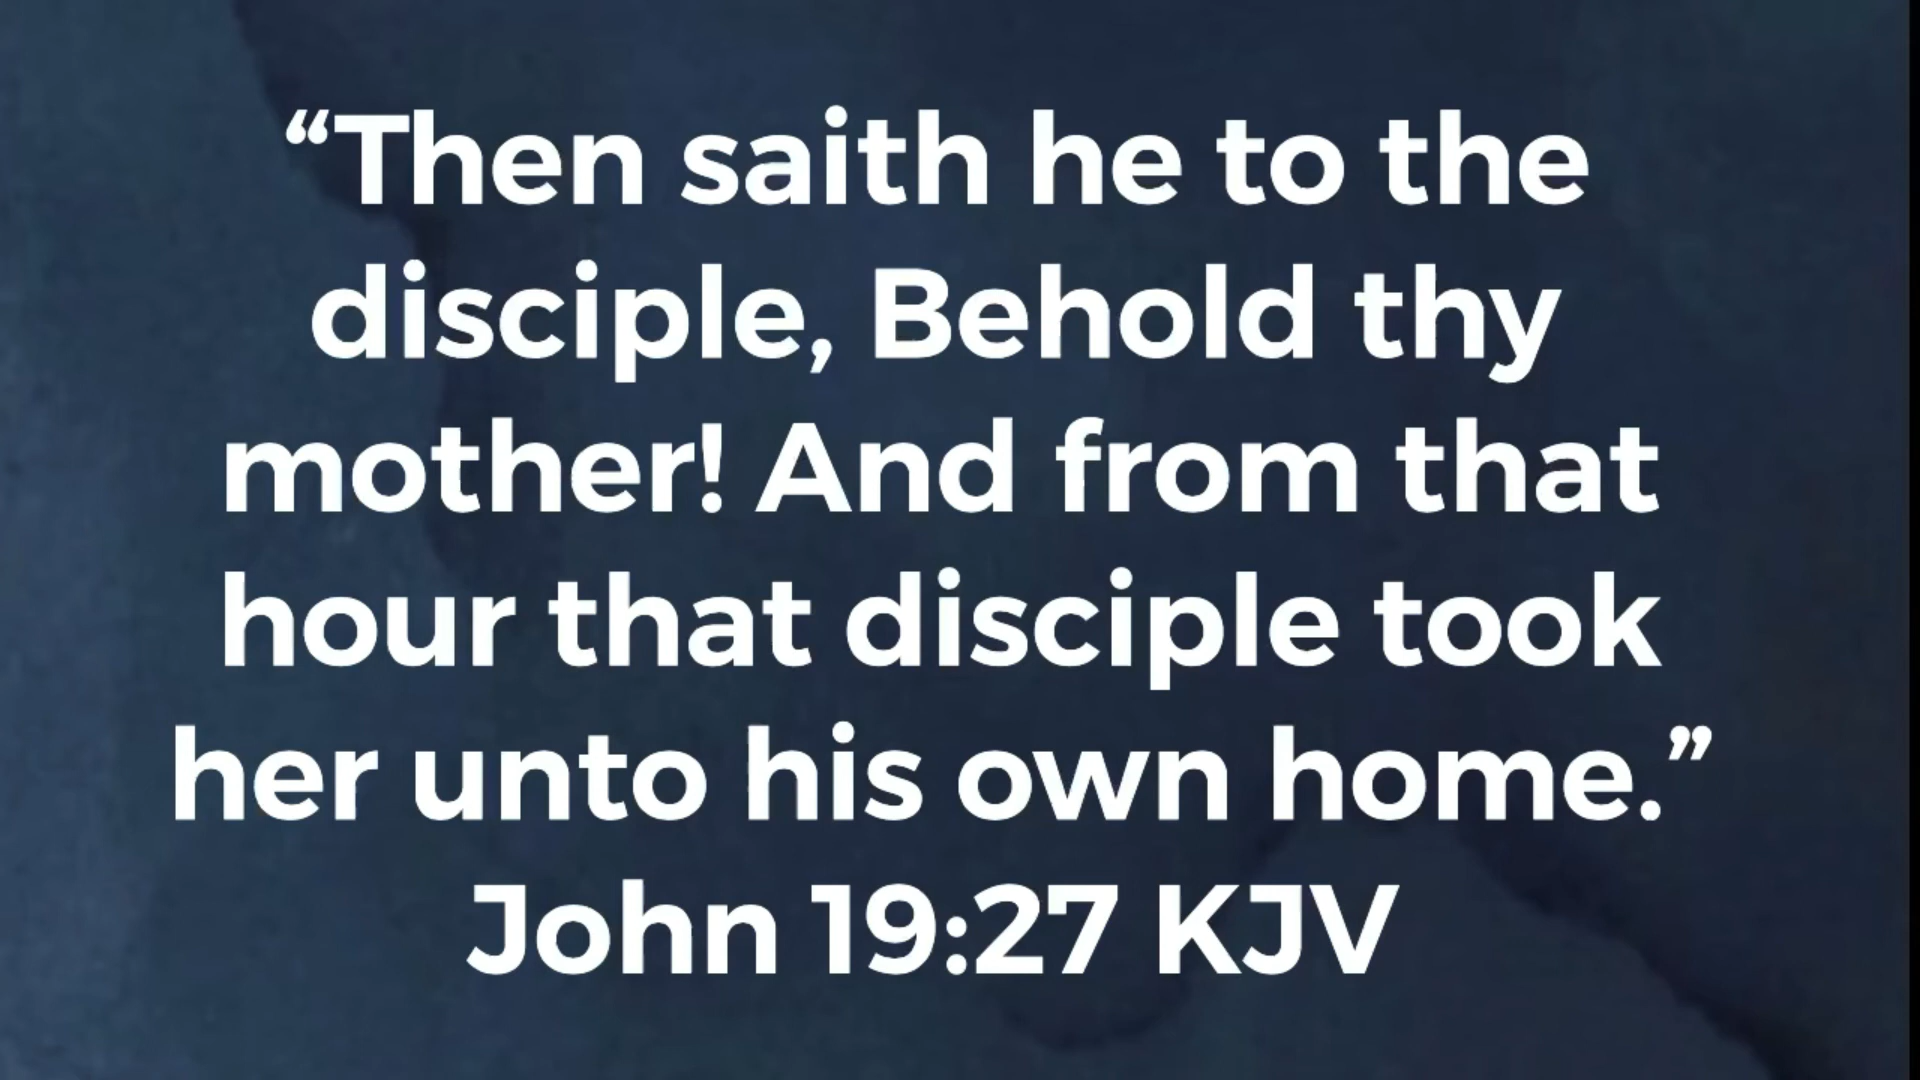 “Then saith he to the
disciple, Behold thy
mother! And from that
hour that disciple took
her unto his own home.”
John 19:27 KJV